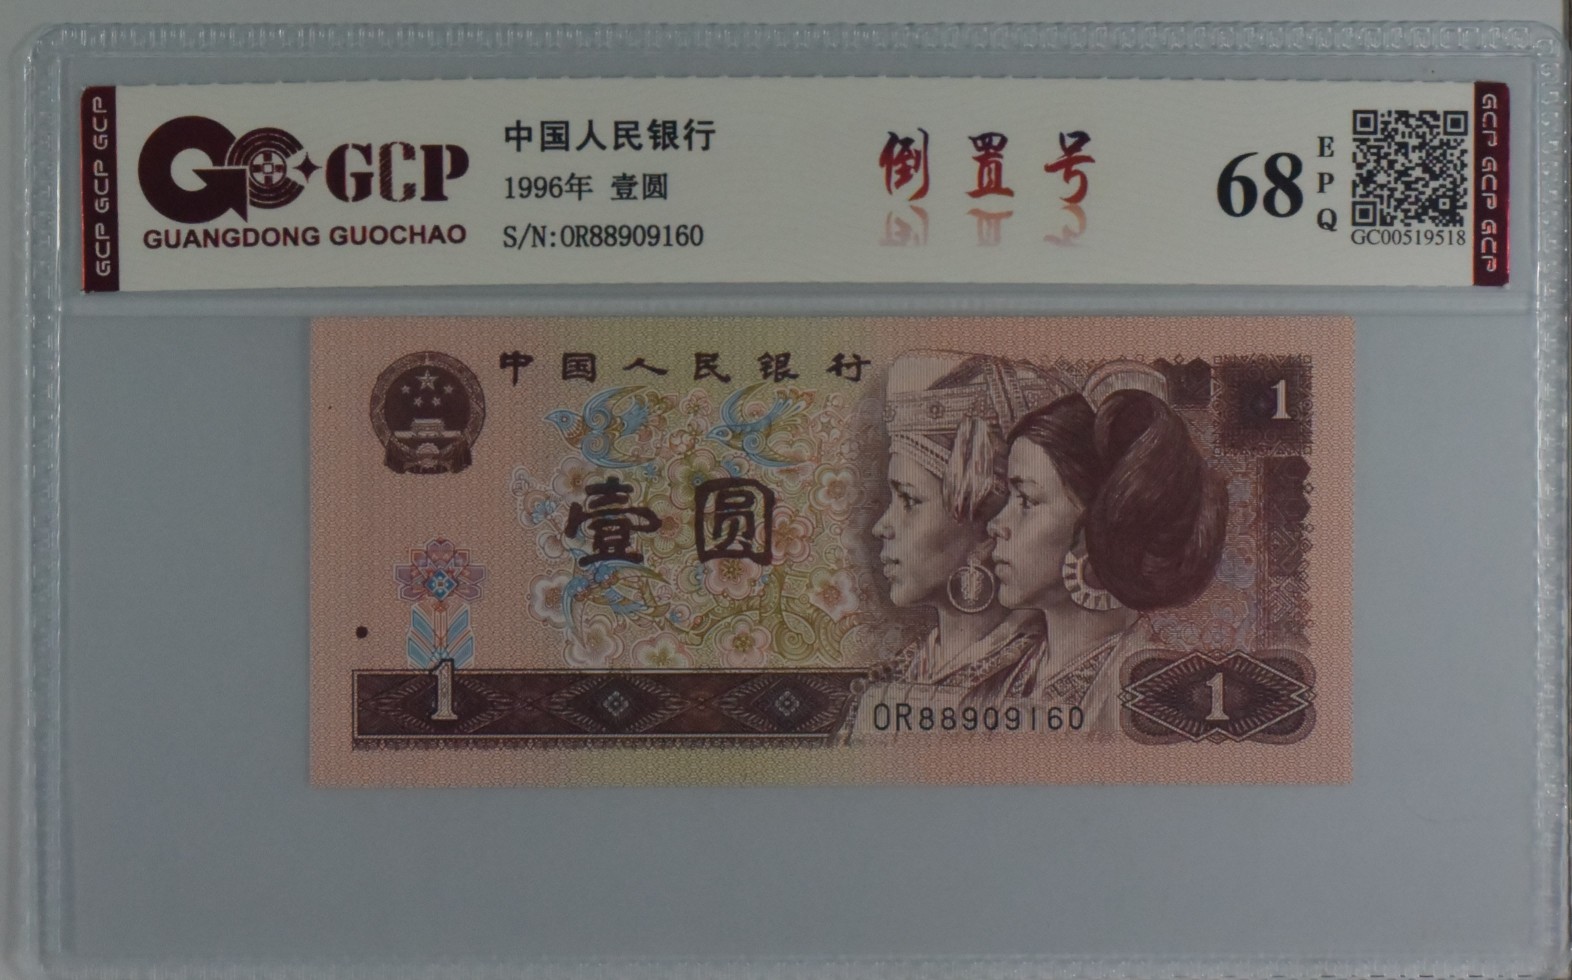 GCP GCP GCP
GCP
GUANGDONG GUOCHAO
中国人民银行
1996年 壹圆
S/N:OR88909160
倒置号
68
EPQ
GC00519518
GCP GCP GCP
中国人民银行
1
壹圆
1
OR88909160
1